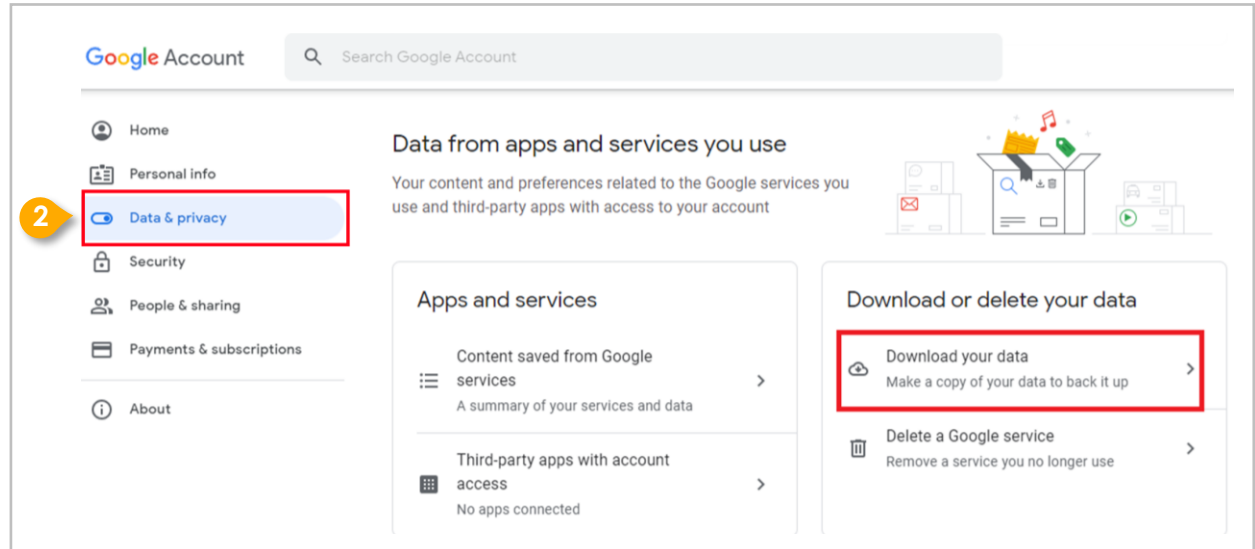 Google Account
Search Google Account
Home
Personal info
2
Data & privacy
Security
People & sharing
Payments & subscriptions
About
Data from apps and services you use
Your content and preferences related to the Google services you
use and third-party apps with access to your account
Apps and services
Content saved from Google
services
A summary of your services and data
Third-party apps with account
access
No apps connected
Download or delete your data
Download your data
Make a copy of your data to back it up
Delete a Google service
Remove a service you no longer use